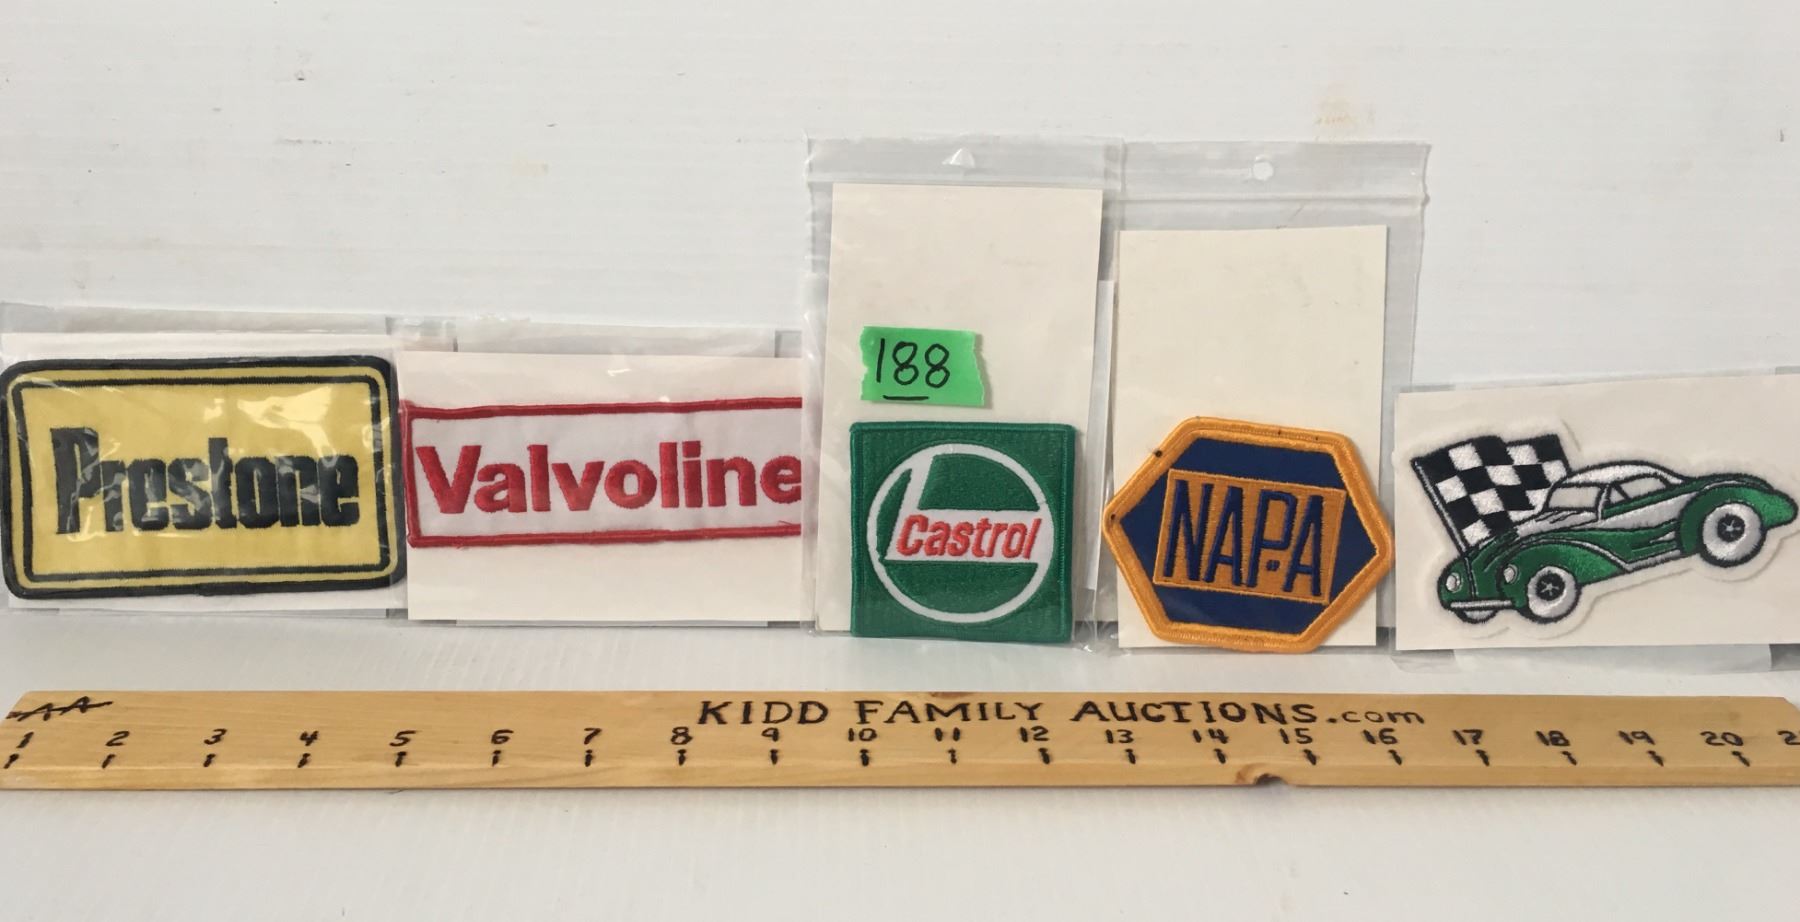 Prestone
Valvoline
188
Castrol
NAPA
KIDD FAMILY AUCTIONS.com
1 2 3 4 5 6 7 8 9 10 11 12 13 14 15 16 17 18 19 20